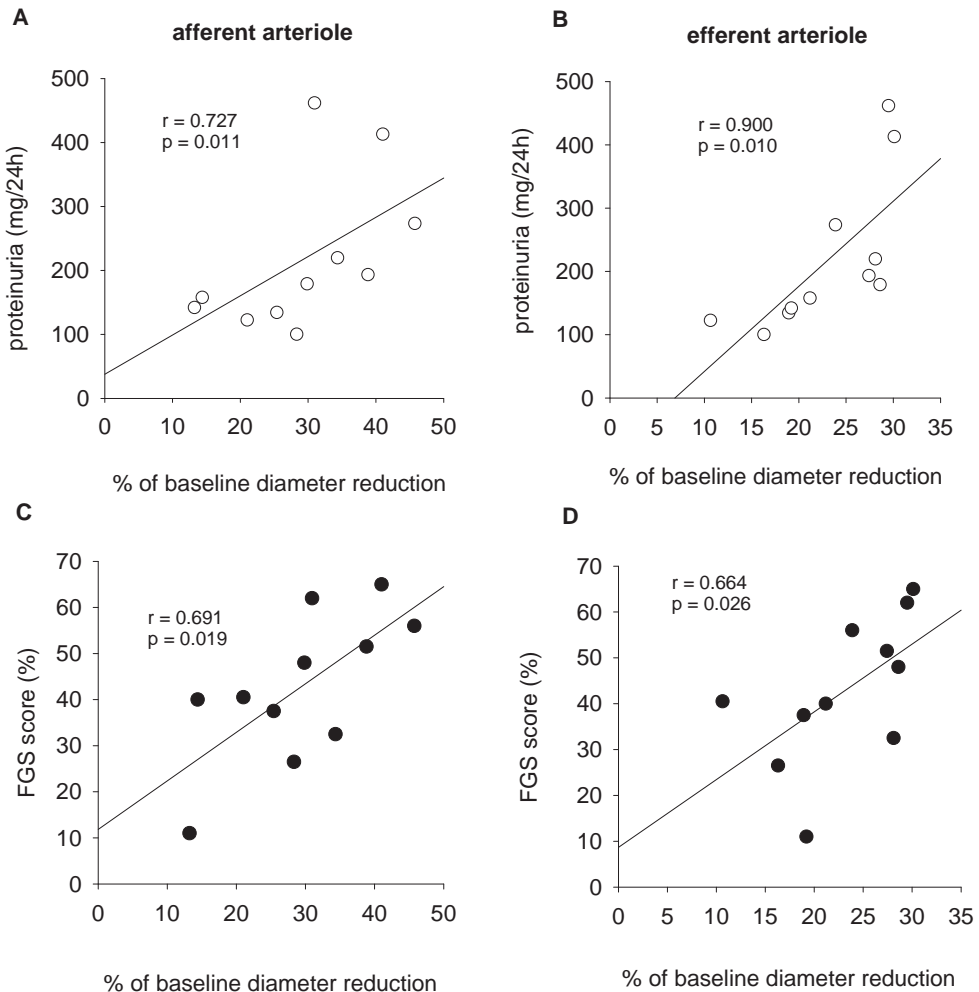 A
afferent arteriole
500
400
300
200
100
0
proteinuria (mg/24h)
r = 0.727
p = 0.011
0 10 20 30 40 50
% of baseline diameter reduction
B
efferent arteriole
500
400
300
200
100
0
proteinuria (mg/24h)
r = 0.900
p = 0.010
0 5 10 15 20 25 30 35
% of baseline diameter reduction
C
70
60
50
40
30
20
10
0
FGS score (%)
r = 0.691
p = 0.019
0 10 20 30 40 50
% of baseline diameter reduction
D
70
60
50
40
30
20
10
0
FGS score (%)
r = 0.664
p = 0.026
0 5 10 15 20 25 30 35
% of baseline diameter reduction